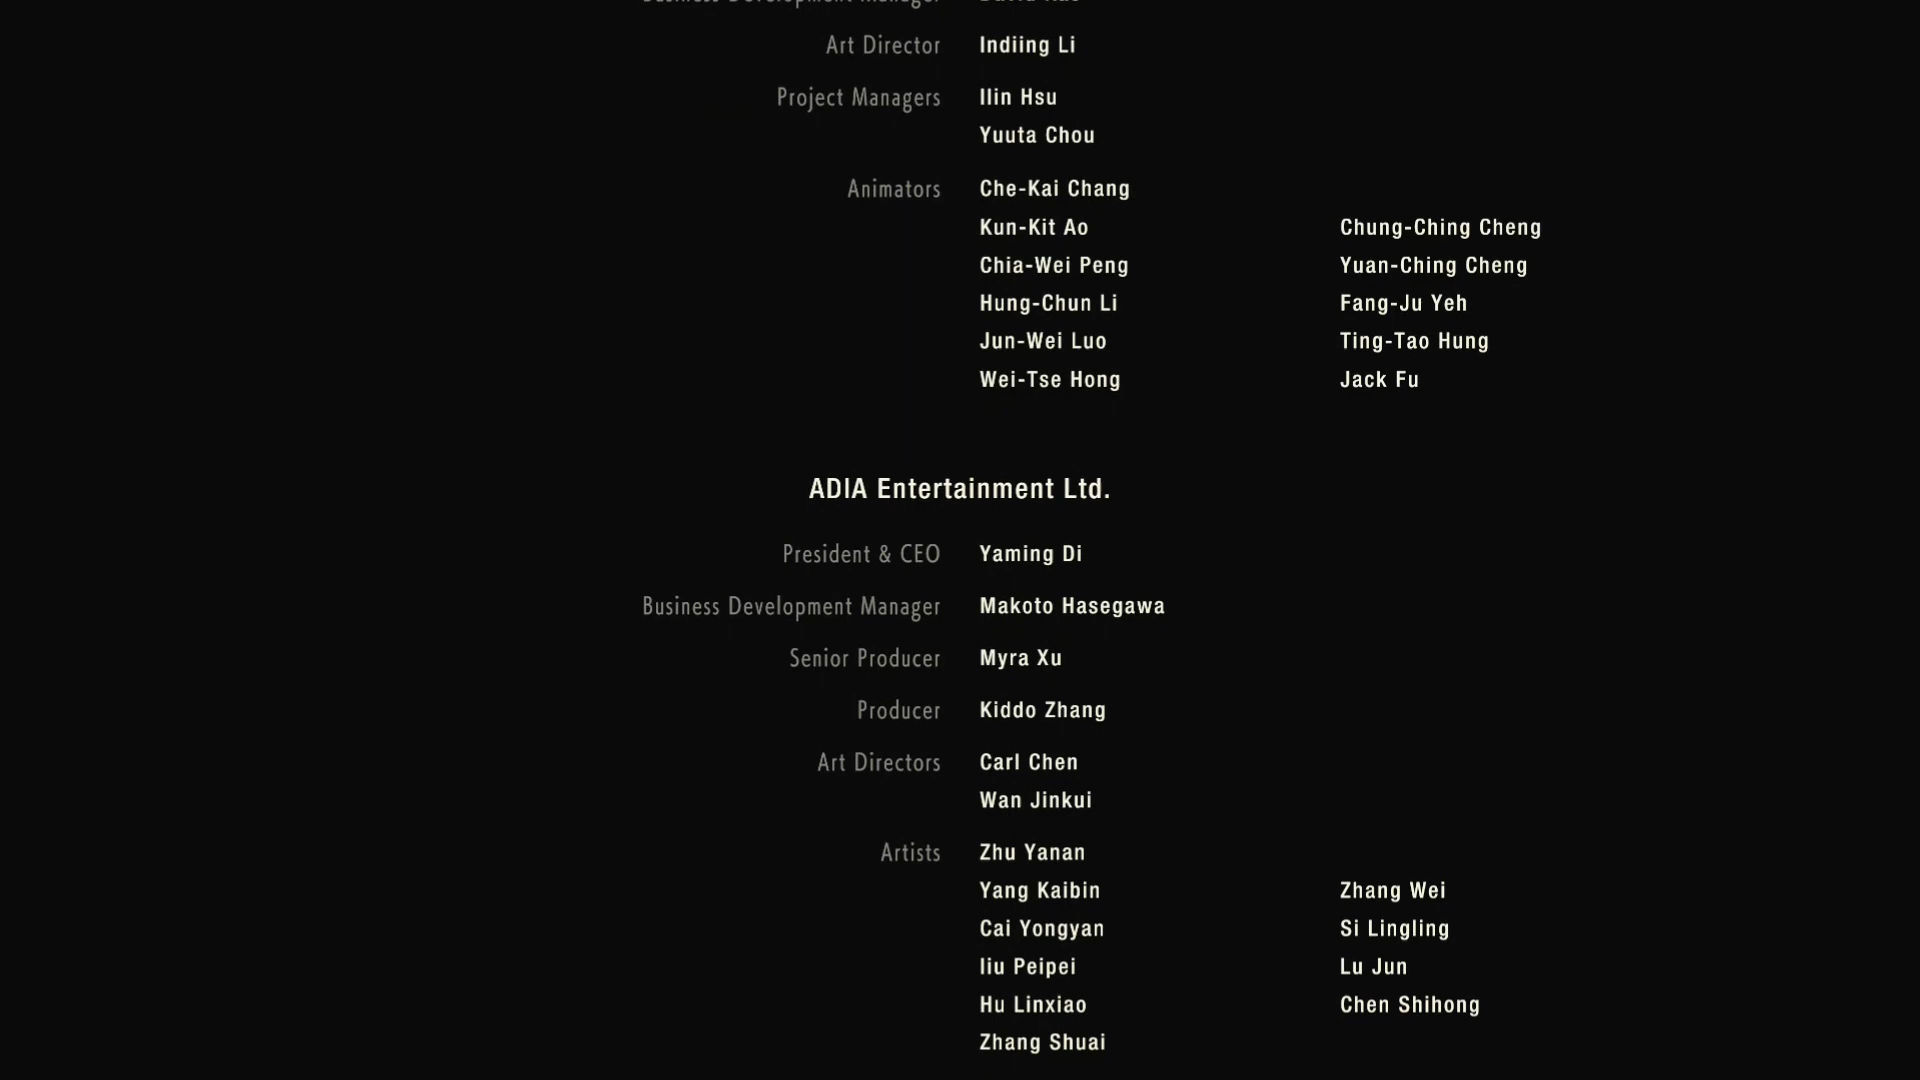 Business Development Manager
Art Director Indiing Li
Project Managers Ilin Hsu
Yuuta Chou
Animators Che-Kai Chang
Kun-Kit Ao Chung-Ching Cheng
Chia-Wei Peng Yuan-Ching Cheng
Hung-Chun Li Fang-Ju Yeh
Jun-Wei Luo Ting-Tao Hung
Wei-Tse Hong Jack Fu
ADIA Entertainment Ltd.
President & CEO Yaming Di
Business Development Manager Makoto Hasegawa
Senior Producer Myra Xu
Producer Kiddo Zhang
Art Directors Carl Chen
Wan Jinkui
Artists Zhu Yanan
Yang Kaibin Zhang Wei
Cai Yongyan Si Lingling
liu Peipei Lu Jun
Hu Linxiao Chen Shihong
Zhang Shuai